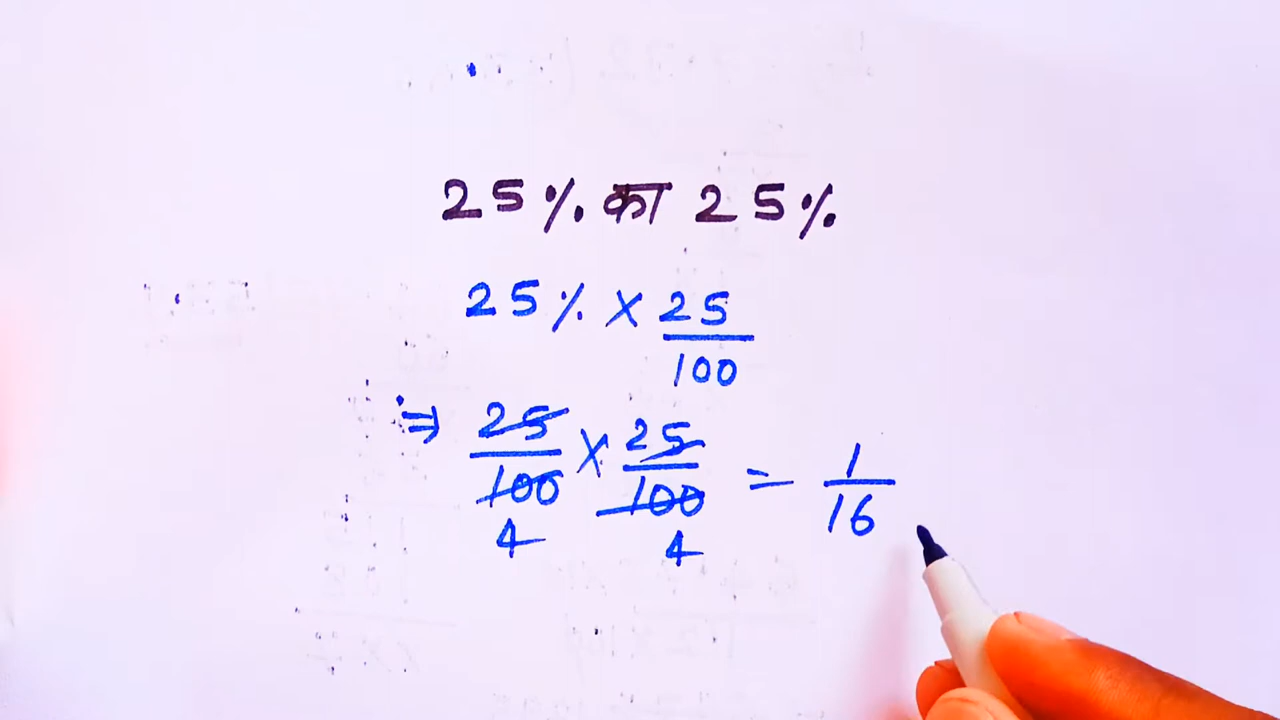 25% का 25%
25% × 25/100
⇒ 25/100 × 25/100 = 1/16
4 4